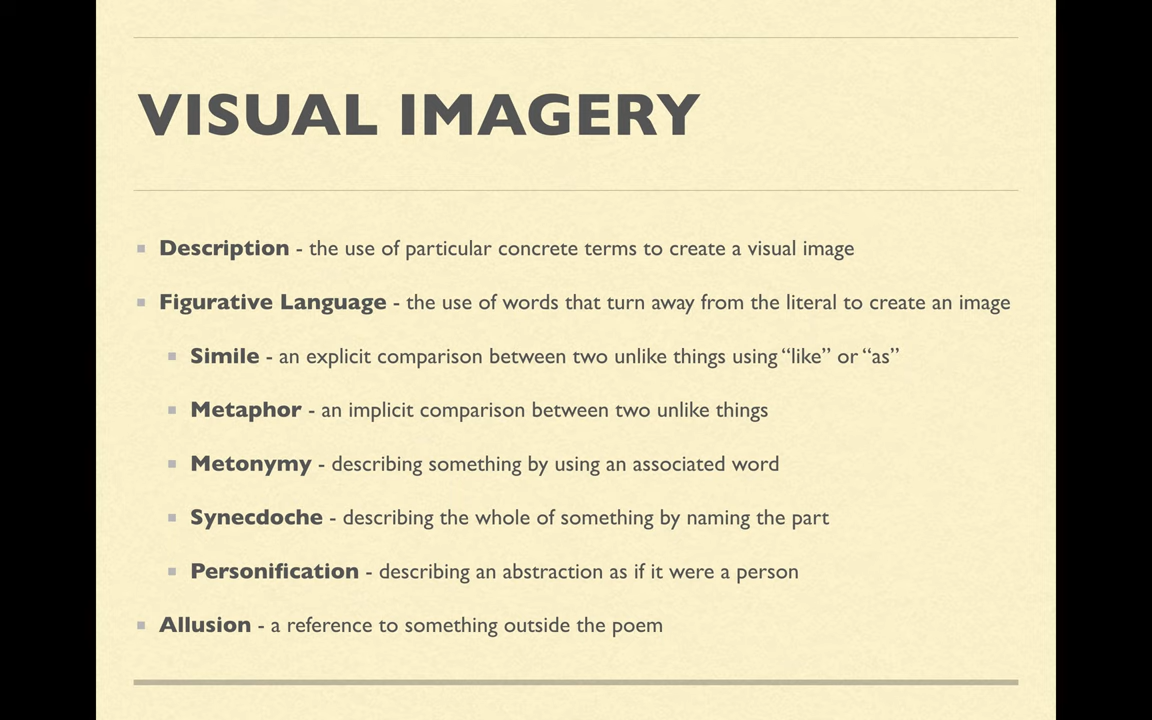 VISUAL IMAGERY
Description - the use of particular concrete terms to create a visual image
Figurative Language - the use of words that turn away from the literal to create an image
Simile - an explicit comparison between two unlike things using “like” or “as”
Metaphor - an implicit comparison between two unlike things
Metonymy - describing something by using an associated word
Synecdoche - describing the whole of something by naming the part
Personification - describing an abstraction as if it were a person
Allusion - a reference to something outside the poem